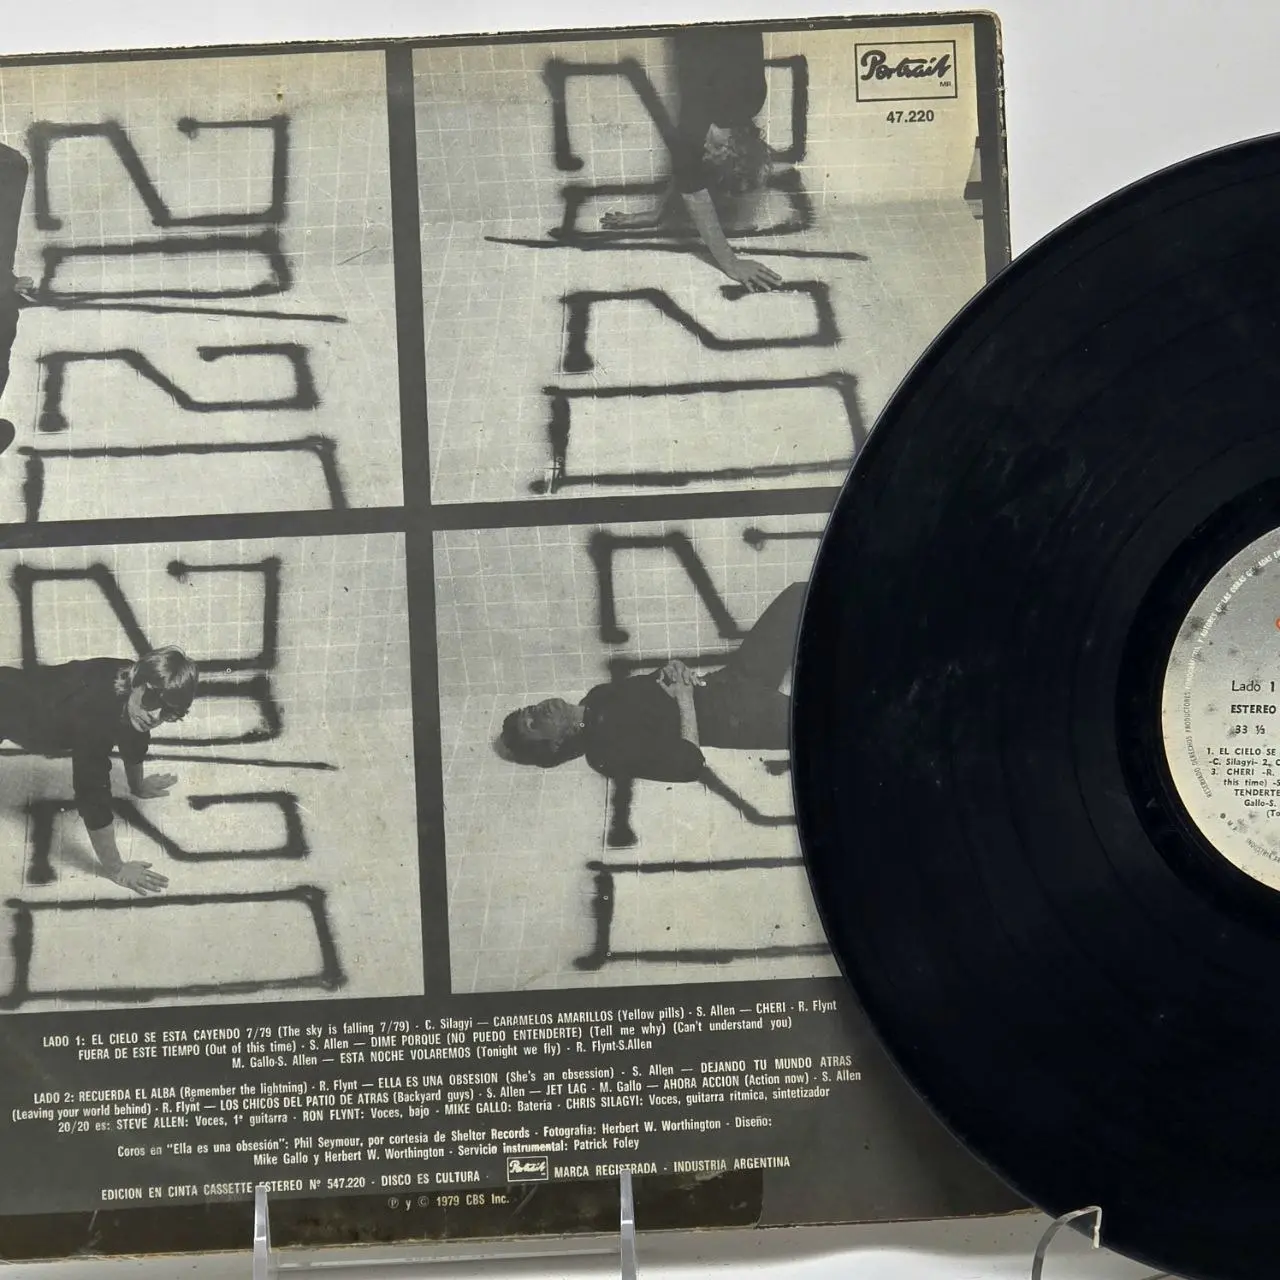 Portrait
MR
47.220
LADO 1: EL CIELO SE ESTA CAYENDO 7/79 (The sky is falling 7/79) - C. Silagyi — CARAMELOS AMARILLOS (Yellow pills) - S. Allen — CHERI - R. Flynt
FUERA DE ESTE TIEMPO (Out of this time) - S. Allen — DIME PORQUE (NO PUEDO ENTENDERTE) (Tell me why) (Can't understand you)
M. Gallo-S. Allen — ESTA NOCHE VOLAREMOS (Tonight we fly) - R. Flynt-S.Allen
LADO 2: RECUERDA EL ALBA (Remember the lightning) - R. Flynt — ELLA ES UNA OBSESION (She's an obsession) - S. Allen — DEJANDO TU MUNDO ATRAS
(Leaving your world behind) - R. Flynt — LOS CHICOS DEL PATIO DE ATRAS (Backyard guys) - S. Allen — JET LAG - M. Gallo — AHORA ACCION (Action now) - S. Allen
20/20 es: STEVE ALLEN: Voces, 1ª guitarra - RON FLYNT: Voces, bajo - MIKE GALLO: Bateria - CHRIS SILAGYI: Voces, guitarra ritmica, sintetizador
Coros en "Ella es una obsesión": Phil Seymour, por cortesia de Shelter Records - Fotografia: Herbert W. Worthington - Diseño:
Mike Gallo y Herbert W. Worthington - Servicio instrumental: Patrick Foley
EDICION EN CINTA CASSETTE ESTEREO Nº 547.220 - DISCO ES CULTURA - Portrait MARCA REGISTRADA - INDUSTRIA ARGENTINA
Ⓟ y © 1979 CBS Inc.
Lado 1
ESTEREO
33 ⅓
1. EL CIELO SE
-C. Silagyi- 2. C
3. CHERI -R.
this time) -S
TENDERTE
Gallo-S.
(To